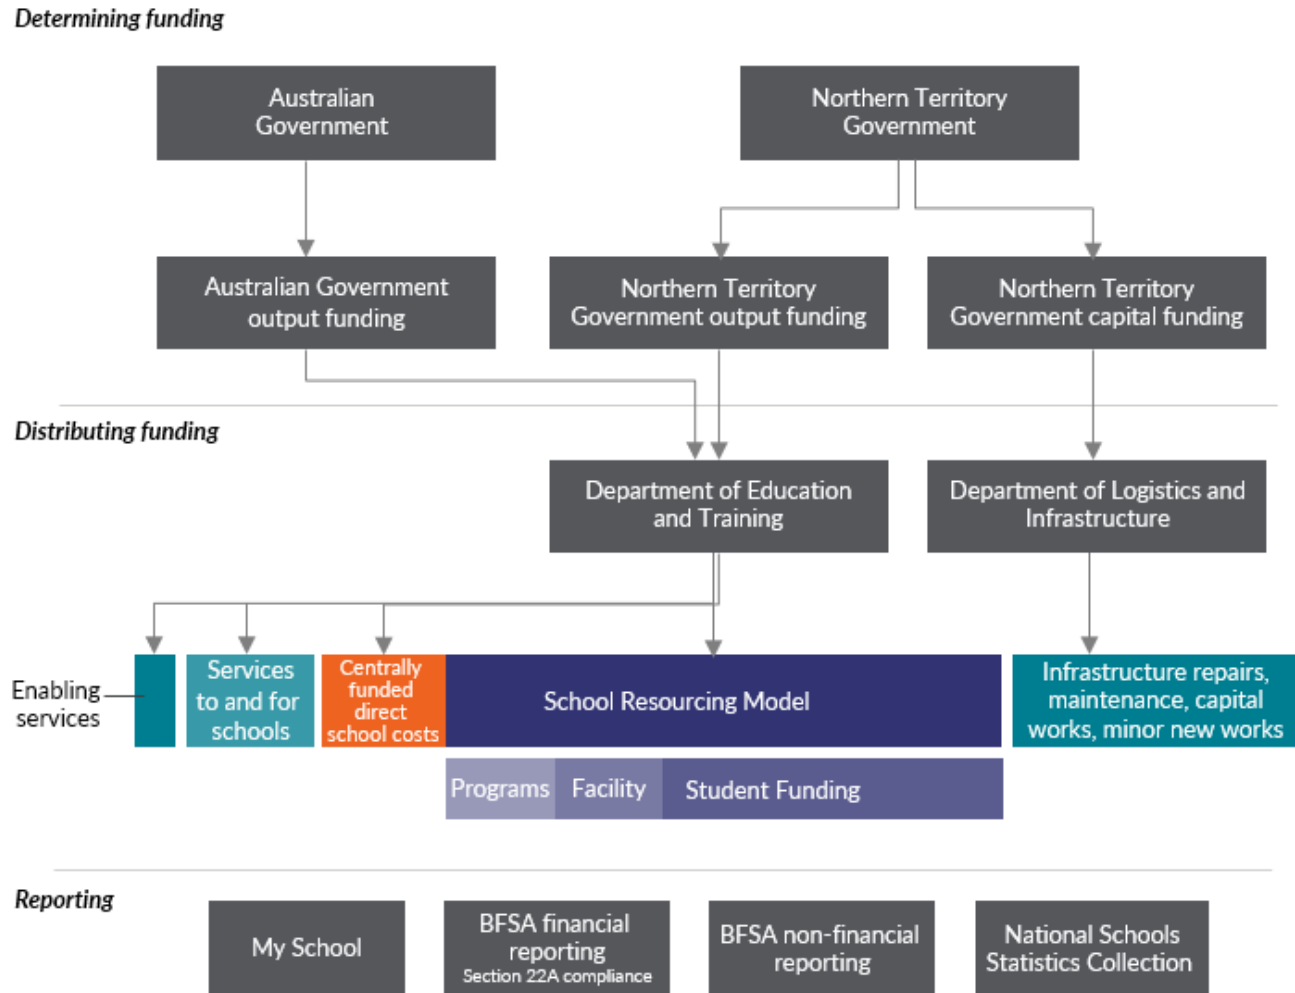 Determining funding
Australian
Government
Northern Territory
Government
Australian Government
output funding
Northern Territory
Government output funding
Northern Territory
Government capital funding
Distributing funding
Department of Education
and Training
Department of Logistics and
Infrastructure
Enabling
services
Services
to and for
schools
Centrally
funded
direct
school costs
School Resourcing Model
Infrastructure repairs,
maintenance, capital
works, minor new works
Programs
Facility
Student Funding
Reporting
My School
BFSA financial
reporting
Section 22A compliance
BFSA non-financial
reporting
National Schools
Statistics Collection